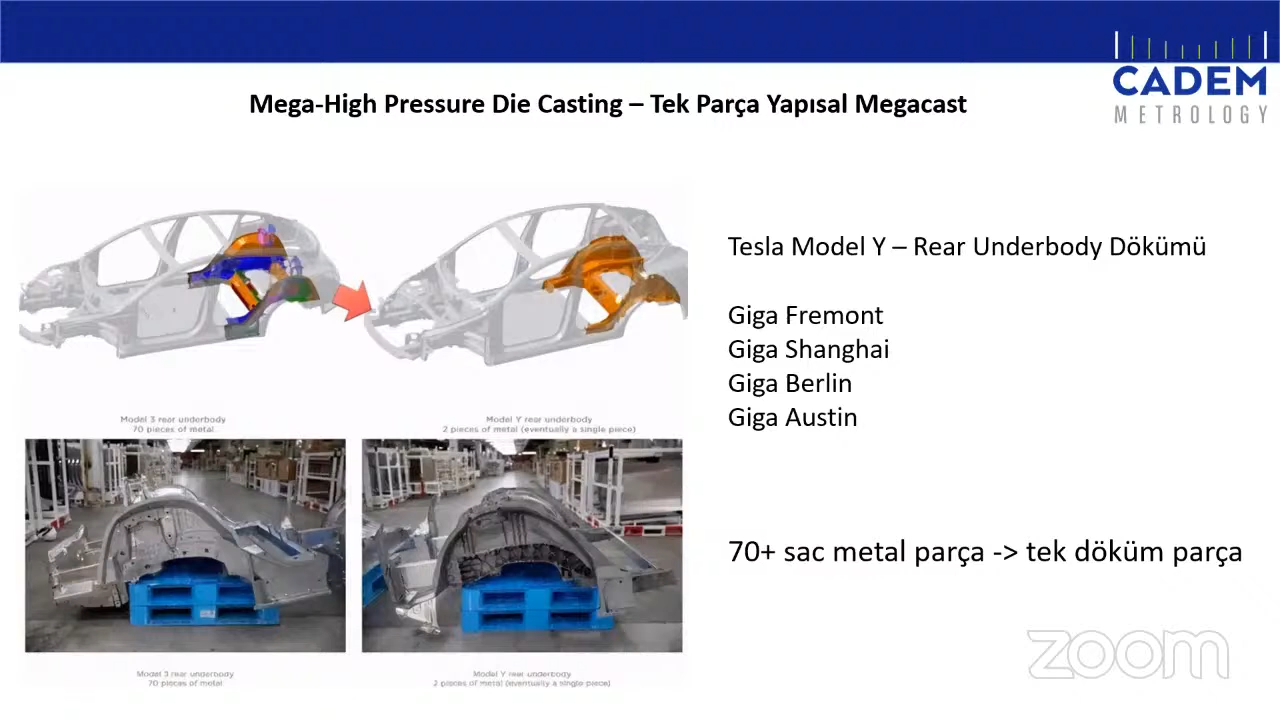 CADEM
METROLOGY
Mega-High Pressure Die Casting – Tek Parça Yapısal Megacast
Model 3 rear underbody
70 pieces of metal
Model Y rear underbody
2 pieces of metal (eventually a single piece)
Model 3 rear underbody
70 pieces of metal
Model Y rear underbody
2 pieces of metal (eventually a single piece)
Tesla Model Y – Rear Underbody Dökümü
Giga Fremont
Giga Shanghai
Giga Berlin
Giga Austin
70+ sac metal parça -> tek döküm parça
zoom